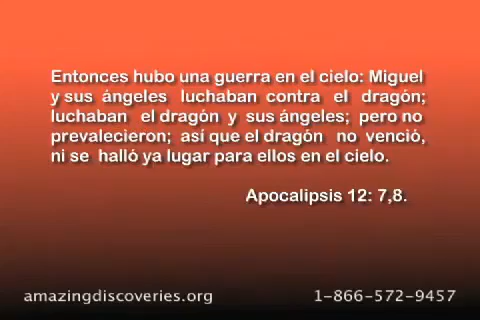 Entonces hubo una guerra en el cielo: Miguel
y sus ángeles luchaban contra el dragón;
luchaban el dragón y sus ángeles; pero no
prevalecieron; así que el dragón no venció,
ni se halló ya lugar para ellos en el cielo.
Apocalipsis 12: 7,8.
amazingdiscoveries.org 1-866-572-9457